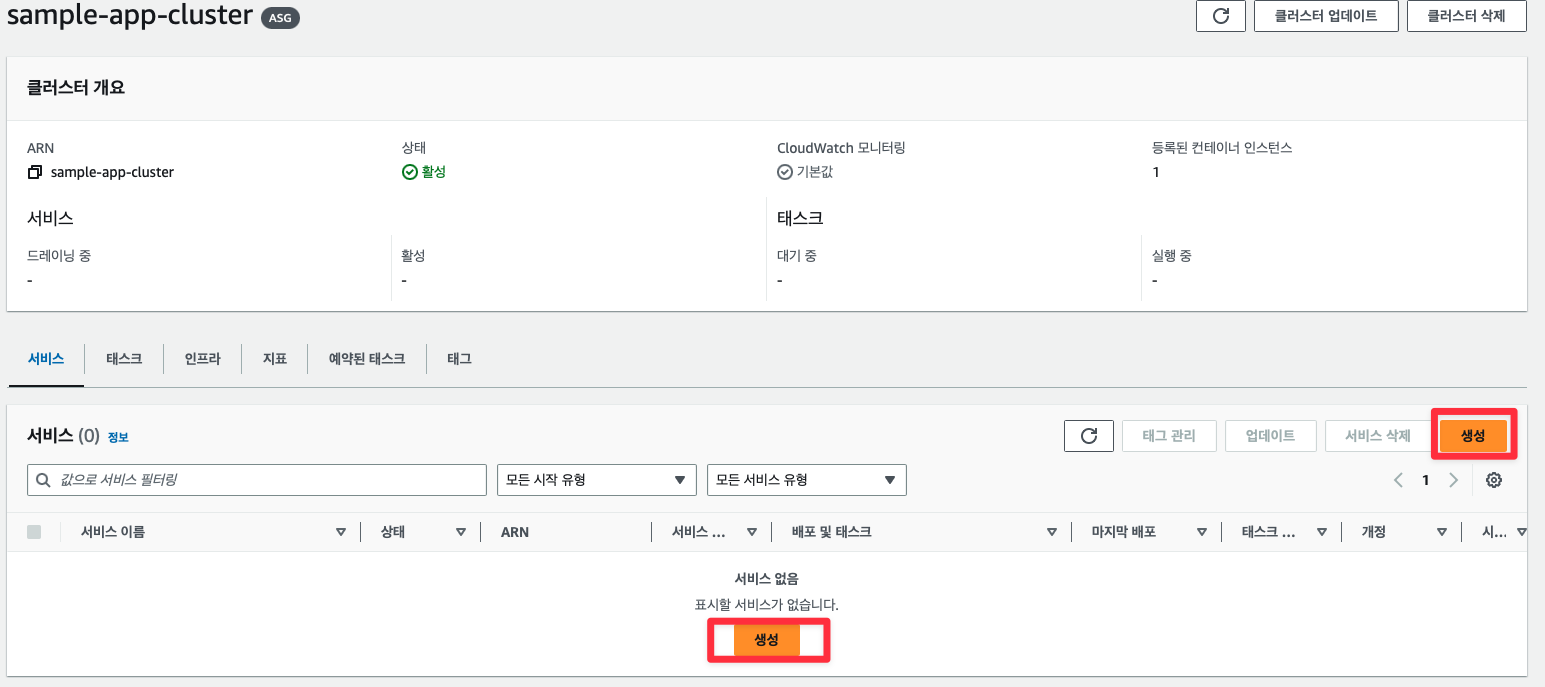 sample-app-cluster ASG 클러스터 업데이트 클러스터 삭제
클러스터 개요
ARN 상태 CloudWatch 모니터링 등록된 컨테이너 인스턴스
sample-app-cluster 활성 기본값 1
서비스 태스크
드레이닝 중 활성 대기 중 실행 중
- - - -
서비스 태스크 인프라 지표 예약된 태스크 태그
서비스 (0) 정보 태그 관리 업데이트 서비스 삭제 생성
값으로 서비스 필터링 모든 시작 유형 모든 서비스 유형 1
서비스 이름 상태 ARN 서비스 ... 배포 및 태스크 마지막 배포 태스크 ... 개정 시...
서비스 없음
표시할 서비스가 없습니다.
생성